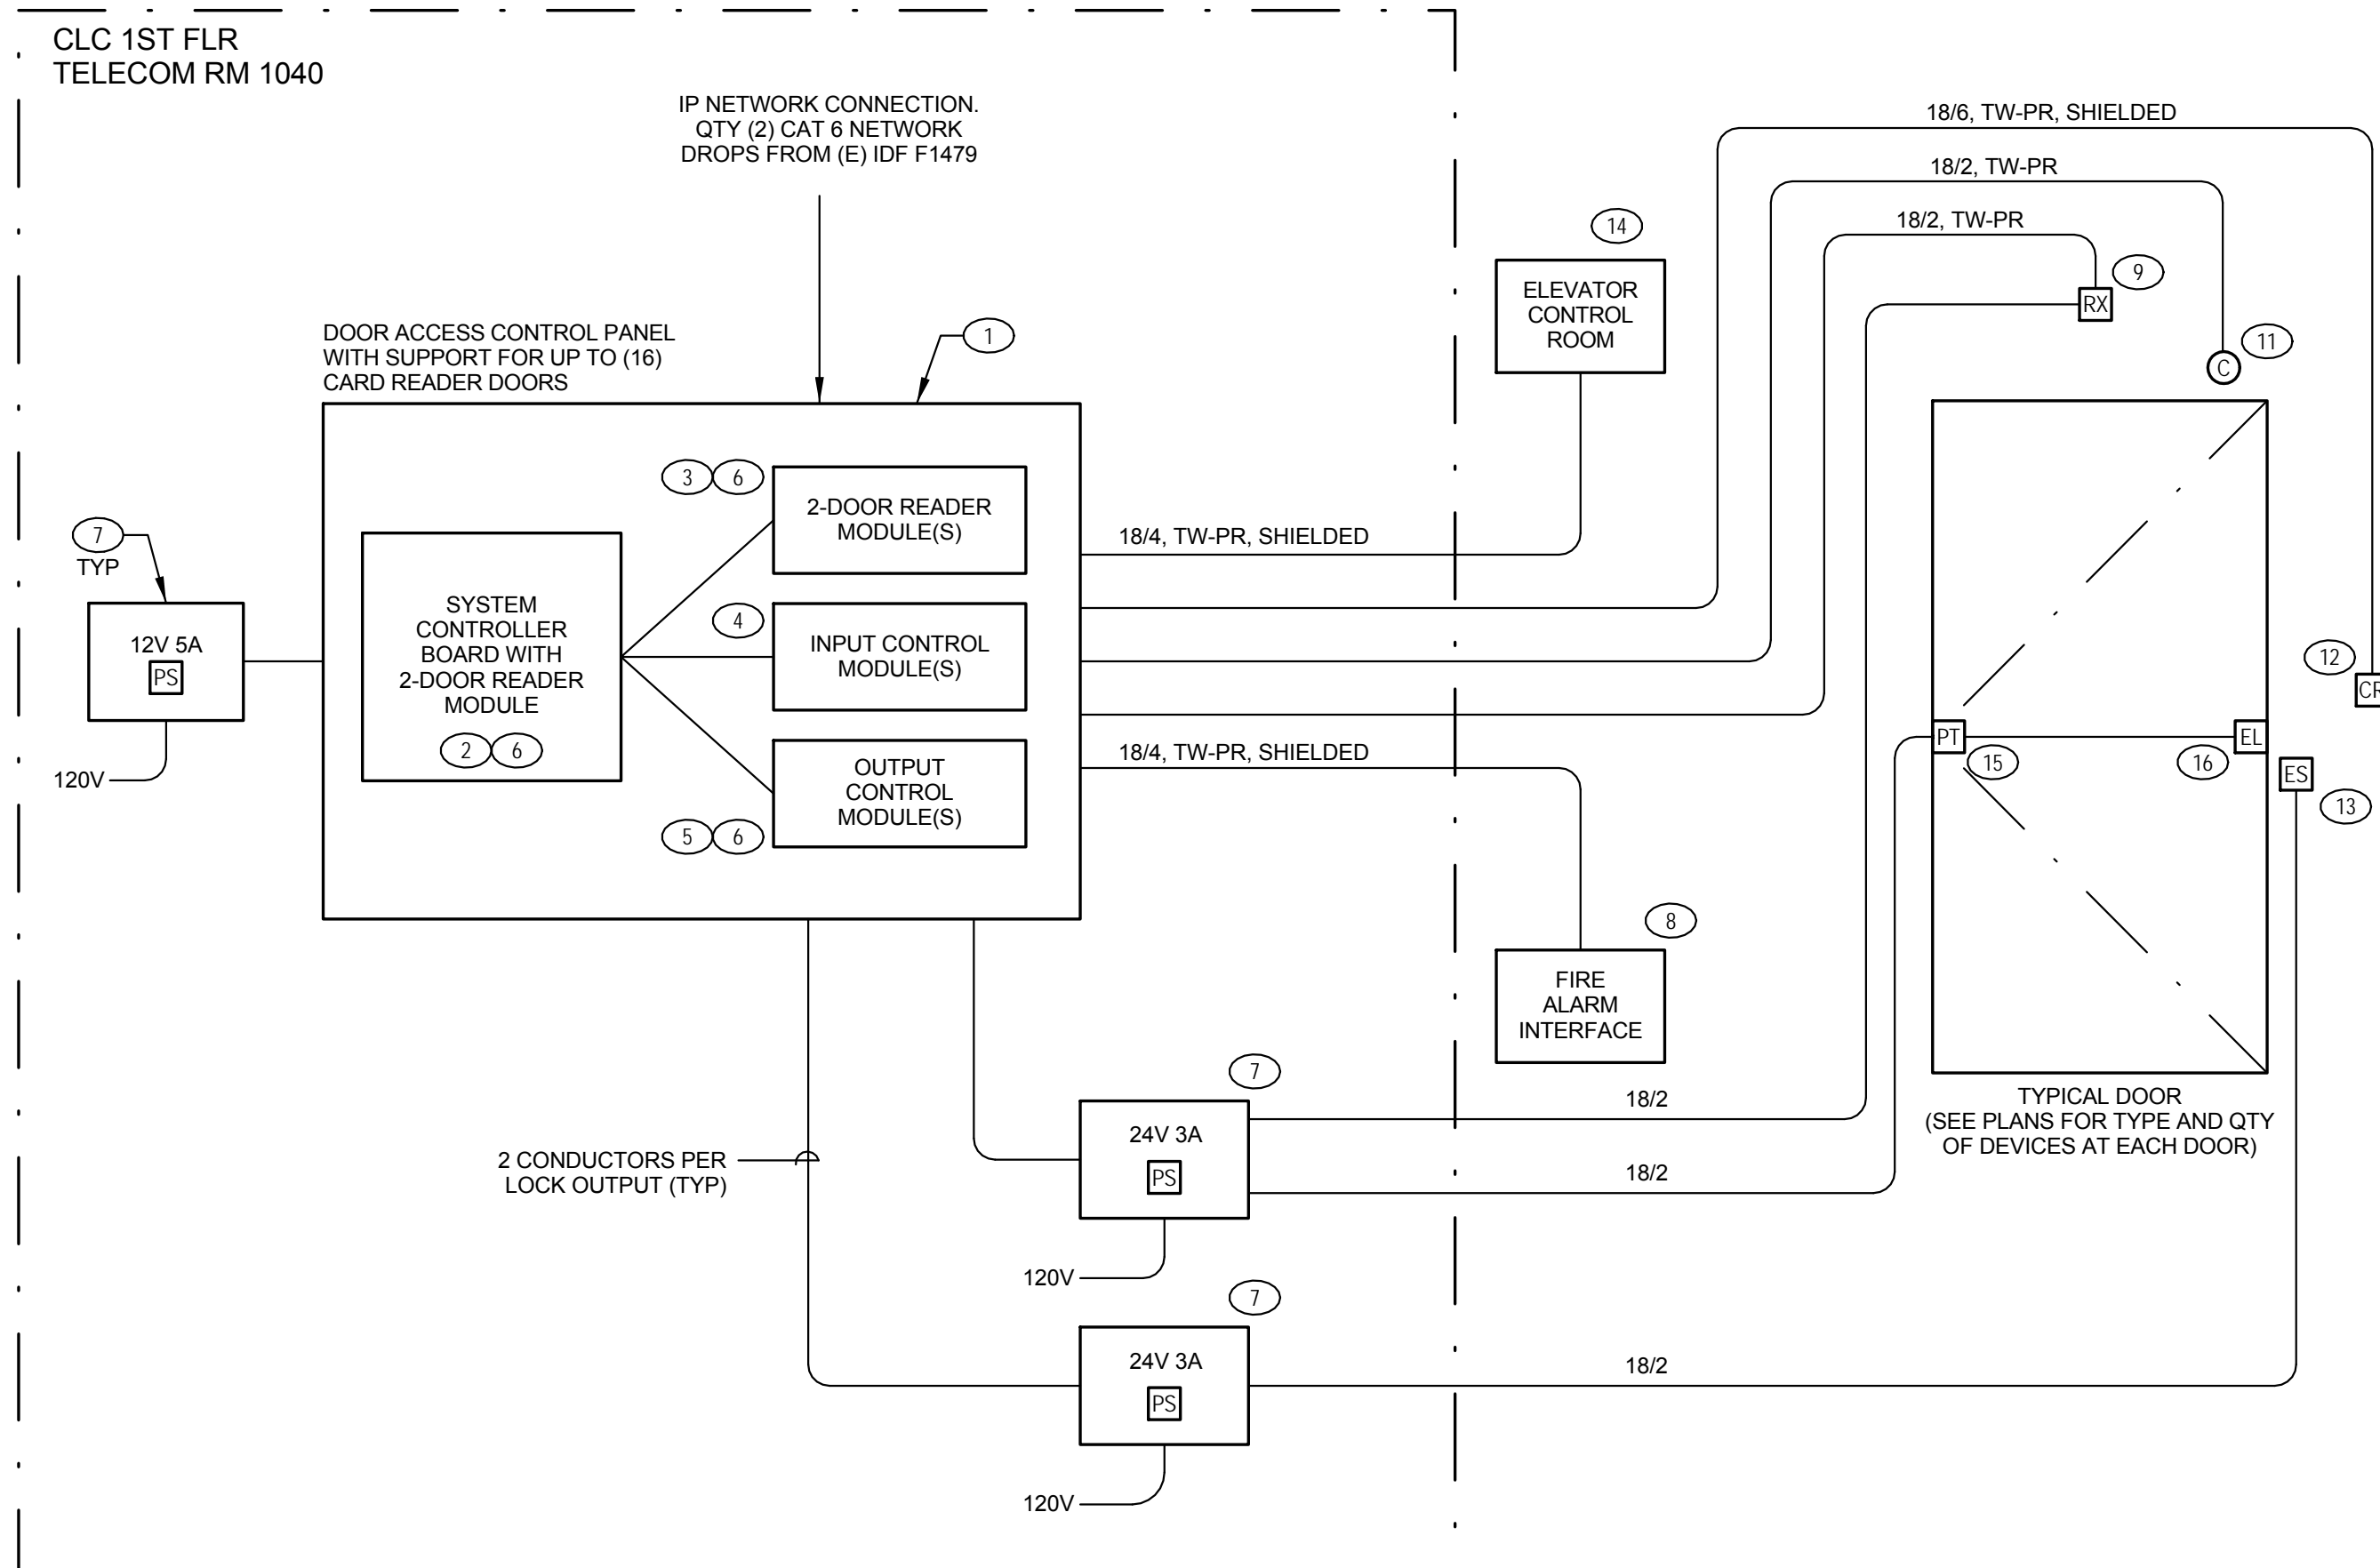 CLC 1ST FLR
TELECOM RM 1040
IP NETWORK CONNECTION.
QTY (2) CAT 6 NETWORK
DROPS FROM (E) IDF F1479
18/6, TW-PR, SHIELDED
18/2, TW-PR
18/2, TW-PR
14
ELEVATOR
CONTROL
ROOM
9
RX
11
C
DOOR ACCESS CONTROL PANEL
WITH SUPPORT FOR UP TO (16)
CARD READER DOORS
1
3 6
2-DOOR READER
MODULE(S)
18/4, TW-PR, SHIELDED
7
TYP
12V 5A
PS
120V
SYSTEM
CONTROLLER
BOARD WITH
2-DOOR READER
MODULE
2 6
4
INPUT CONTROL
MODULE(S)
5 6
OUTPUT
CONTROL
MODULE(S)
18/4, TW-PR, SHIELDED
12
CR
PT
15
16
EL
ES
13
8
FIRE
ALARM
INTERFACE
7
24V 3A
PS
120V
18/2
18/2
TYPICAL DOOR
(SEE PLANS FOR TYPE AND QTY
OF DEVICES AT EACH DOOR)
2 CONDUCTORS PER
LOCK OUTPUT (TYP)
7
24V 3A
PS
120V
18/2